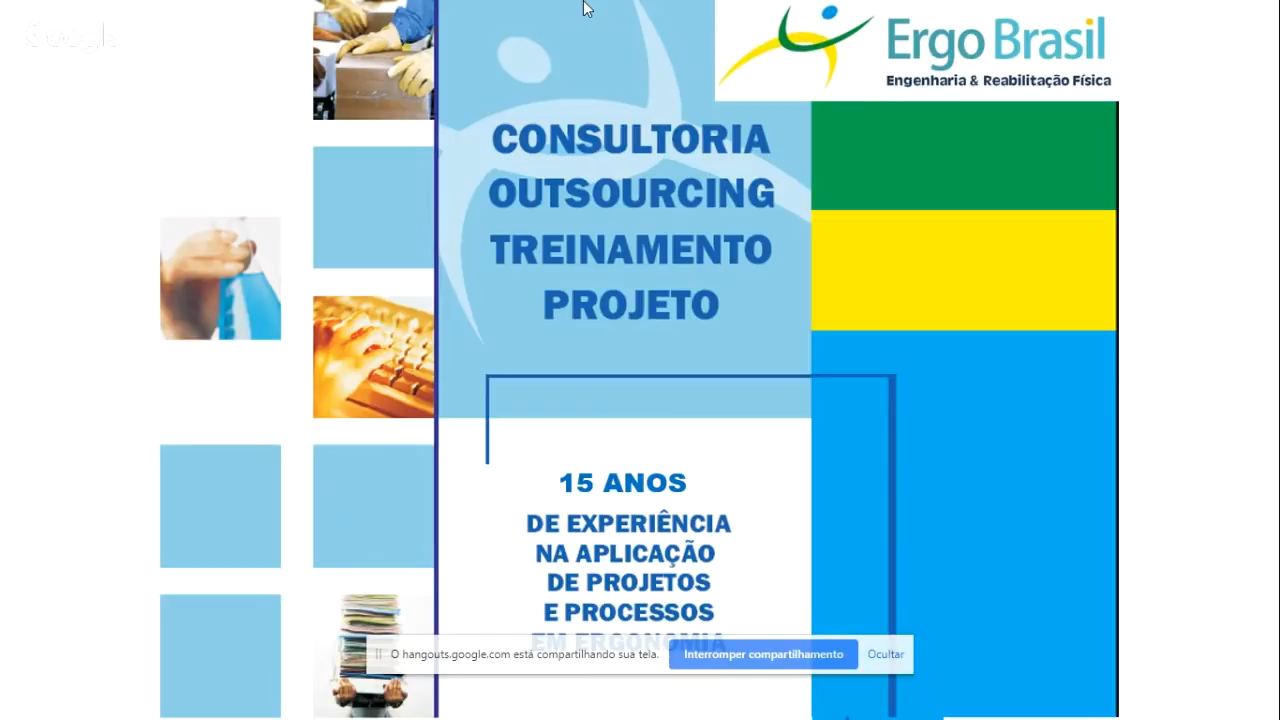 Google
Ergo Brasil
Engenharia & Reabilitação Física
CONSULTORIA
OUTSOURCING
TREINAMENTO
PROJETO
15 ANOS
DE EXPERIÊNCIA
NA APLICAÇÃO
DE PROJETOS
E PROCESSOS
EM ERGONOMIA
O hangouts.google.com está compartilhando sua tela.
Interromper compartilhamento
Ocultar